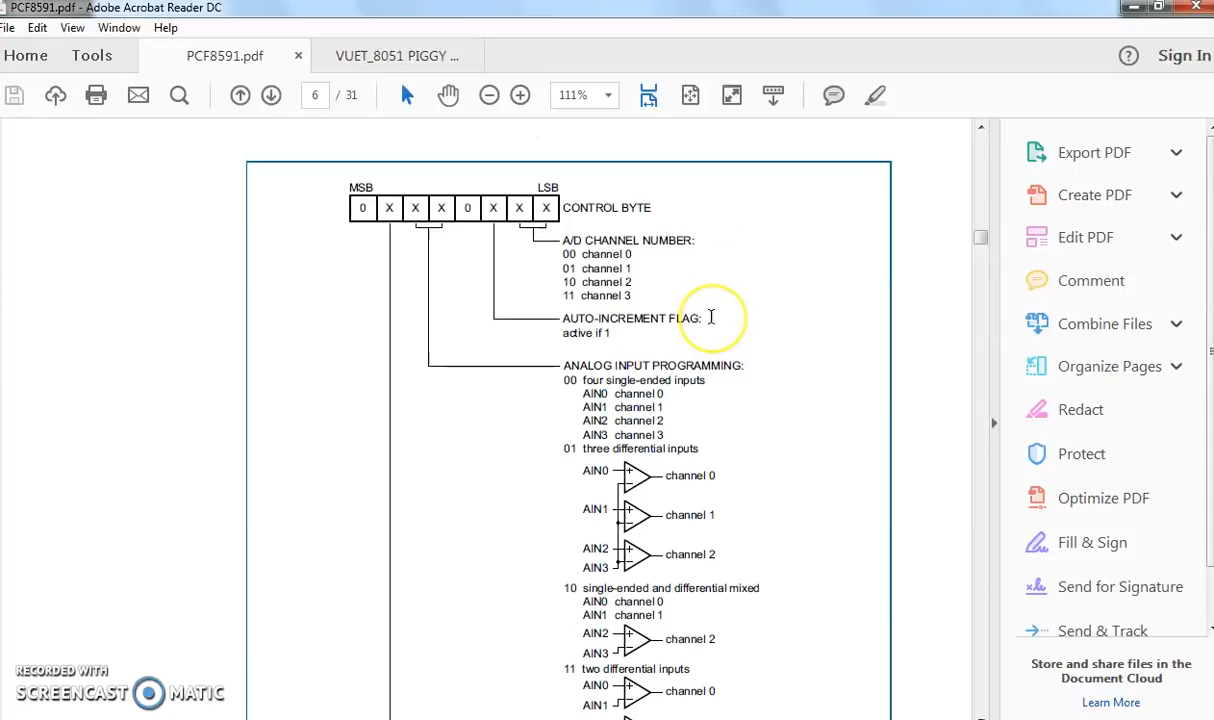 PCF8591.pdf - Adobe Acrobat Reader DC
File Edit View Window Help
Home Tools PCF8591.pdf × VUET_8051 PIGGY ... ? Sign In
6 / 31 111%
MSB LSB
0 X X X 0 X X X CONTROL BYTE
A/D CHANNEL NUMBER:
00 channel 0
01 channel 1
10 channel 2
11 channel 3
AUTO-INCREMENT FLAG:
active if 1
ANALOG INPUT PROGRAMMING:
00 four single-ended inputs
AIN0 channel 0
AIN1 channel 1
AIN2 channel 2
AIN3 channel 3
01 three differential inputs
AIN0 channel 0
AIN1 channel 1
AIN2 channel 2
AIN3
10 single-ended and differential mixed
AIN0 channel 0
AIN1 channel 1
AIN2 channel 2
AIN3
11 two differential inputs
AIN0 channel 0
AIN1
Export PDF
Create PDF
Edit PDF
Comment
Combine Files
Organize Pages
Redact
Protect
Optimize PDF
Fill & Sign
Send for Signature
Send & Track
Store and share files in the
Document Cloud
Learn More
RECORDED WITH
SCREENCAST MATIC